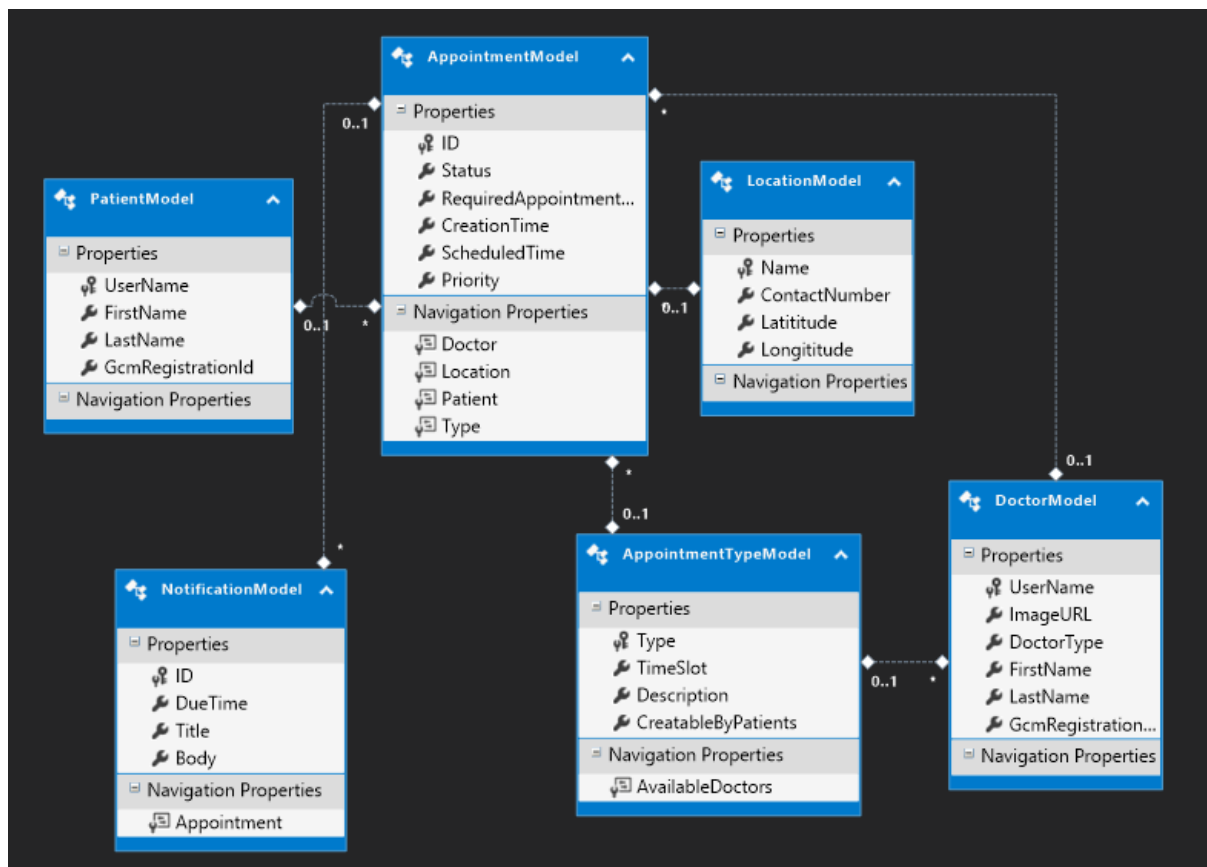 AppointmentModel
Properties
ID
Status
RequiredAppointment...
CreationTime
ScheduledTime
Priority
Navigation Properties
Doctor
Location
Patient
Type
0..1
*
PatientModel
Properties
UserName
FirstName
LastName
GcmRegistrationId
Navigation Properties
0..1
*
LocationModel
Properties
Name
ContactNumber
Latititude
Longititude
Navigation Properties
0..1
*
0..1
0..1
*
NotificationModel
Properties
ID
DueTime
Title
Body
Navigation Properties
Appointment
AppointmentTypeModel
Properties
Type
TimeSlot
Description
CreatableByPatients
Navigation Properties
AvailableDoctors
0..1
*
DoctorModel
Properties
UserName
ImageURL
DoctorType
FirstName
LastName
GcmRegistration...
Navigation Properties